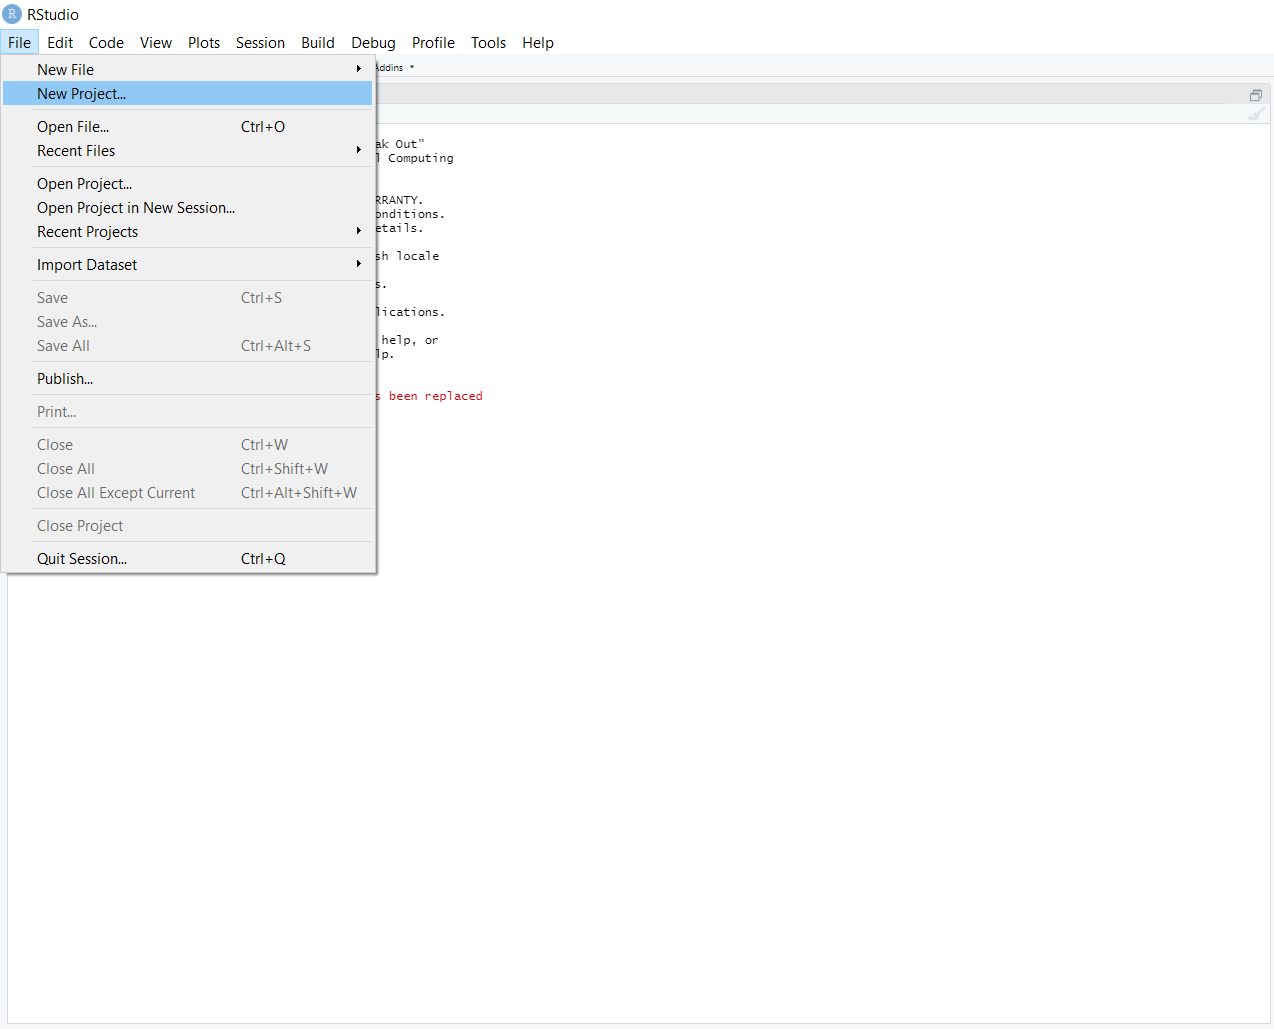 R RStudio
File Edit Code View Plots Session Build Debug Profile Tools Help
Addins
New File
New Project...
Open File... Ctrl+O
Recent Files
Open Project...
Open Project in New Session...
Recent Projects
Import Dataset
Save Ctrl+S
Save As...
Save All Ctrl+Alt+S
Publish...
Print...
Close Ctrl+W
Close All Ctrl+Shift+W
Close All Except Current Ctrl+Alt+Shift+W
Close Project
Quit Session... Ctrl+Q
ak Out"
l Computing
RRANTY.
onditions.
etails.
sh locale
s.
lications.
help, or
lp.
s been replaced